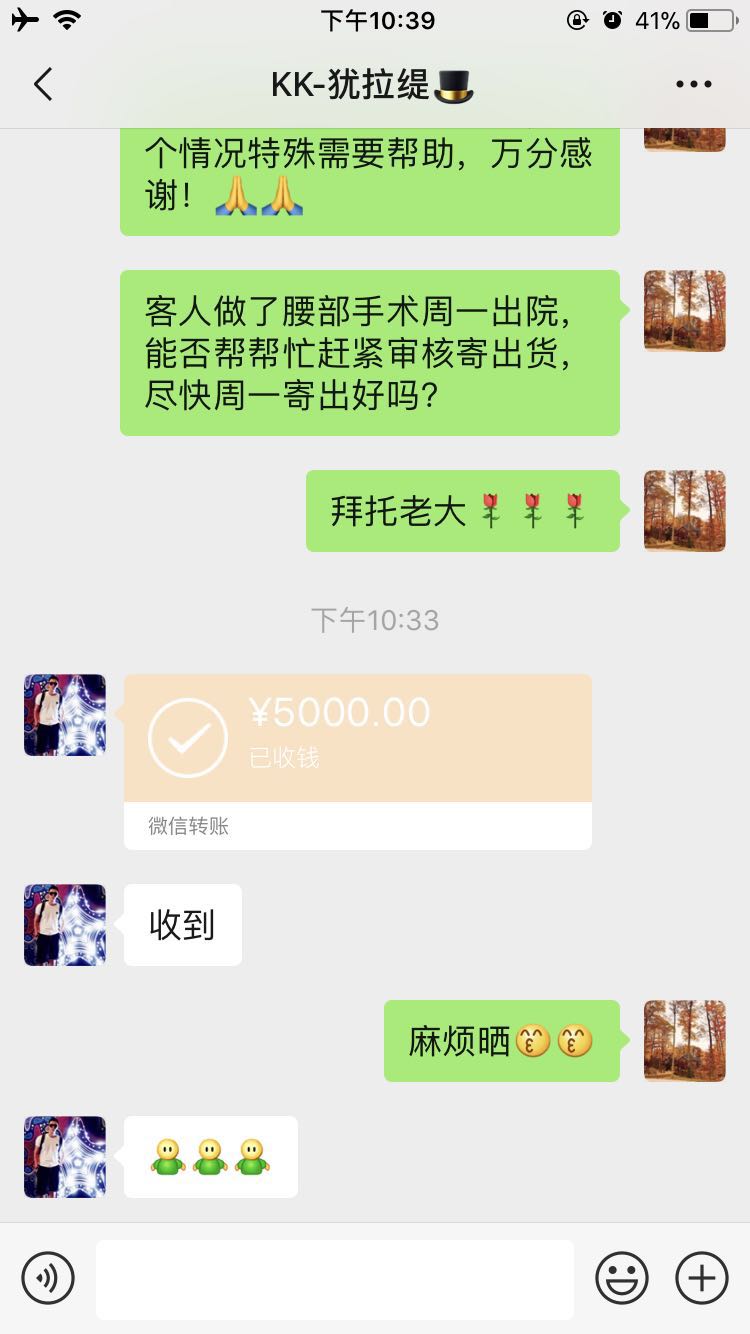 下午10:39
41%
KK-犹拉缇🎩
个情况特殊需要帮助，万分感
谢！🙏🙏
客人做了腰部手术周一出院，
能否帮帮忙赶紧审核寄出货，
尽快周一寄出好吗？
拜托老大🌹🌹🌹
下午10:33
¥5000.00
已收钱
微信转账
收到
麻烦晒😙😙